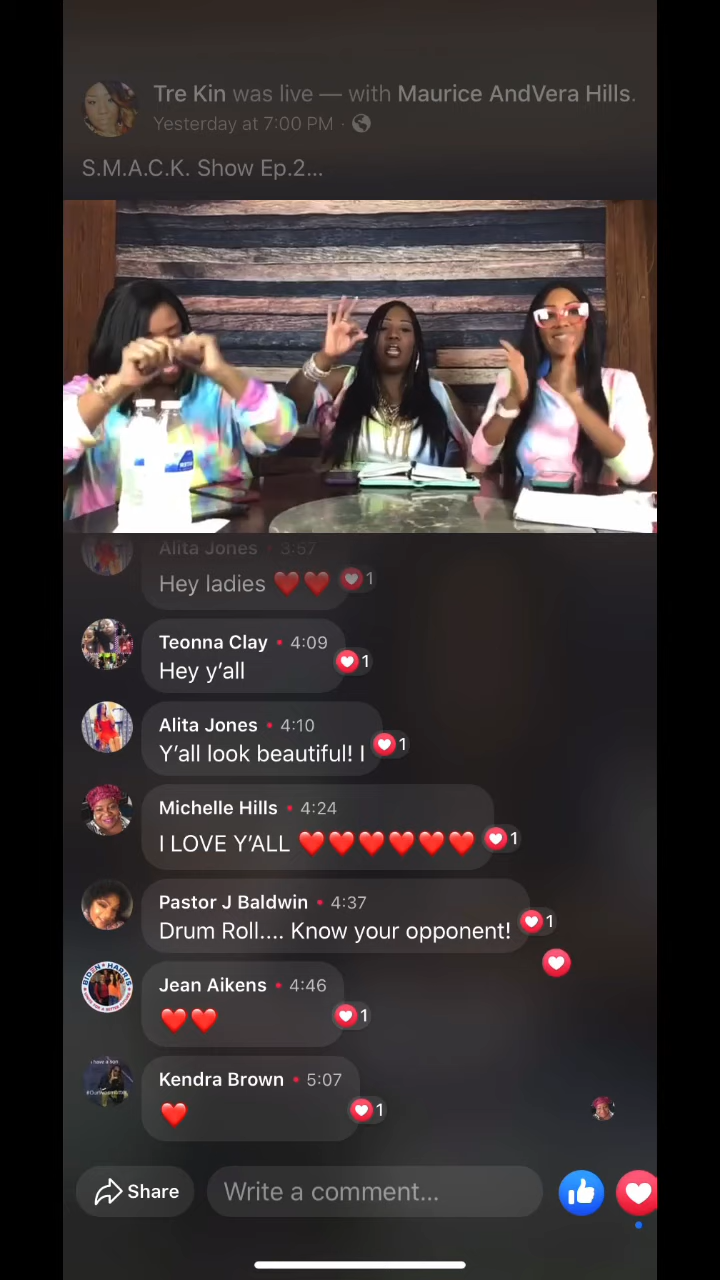 Tre Kin was live — with Maurice AndVera Hills.
Yesterday at 7:00 PM ·
S.M.A.C.K. Show Ep.2...
Alita Jones • 3:57
Hey ladies ❤️❤️
1
Teonna Clay • 4:09
Hey y'all
1
Alita Jones • 4:10
Y'all look beautiful! I
1
Michelle Hills • 4:24
I LOVE Y'ALL ❤️❤️❤️❤️❤️❤️
1
Pastor J Baldwin • 4:37
Drum Roll.... Know your opponent!
1
BIDEN HARRIS
Jean Aikens • 4:46
❤️❤️
1
Kendra Brown • 5:07
❤️
1
Share
Write a comment...